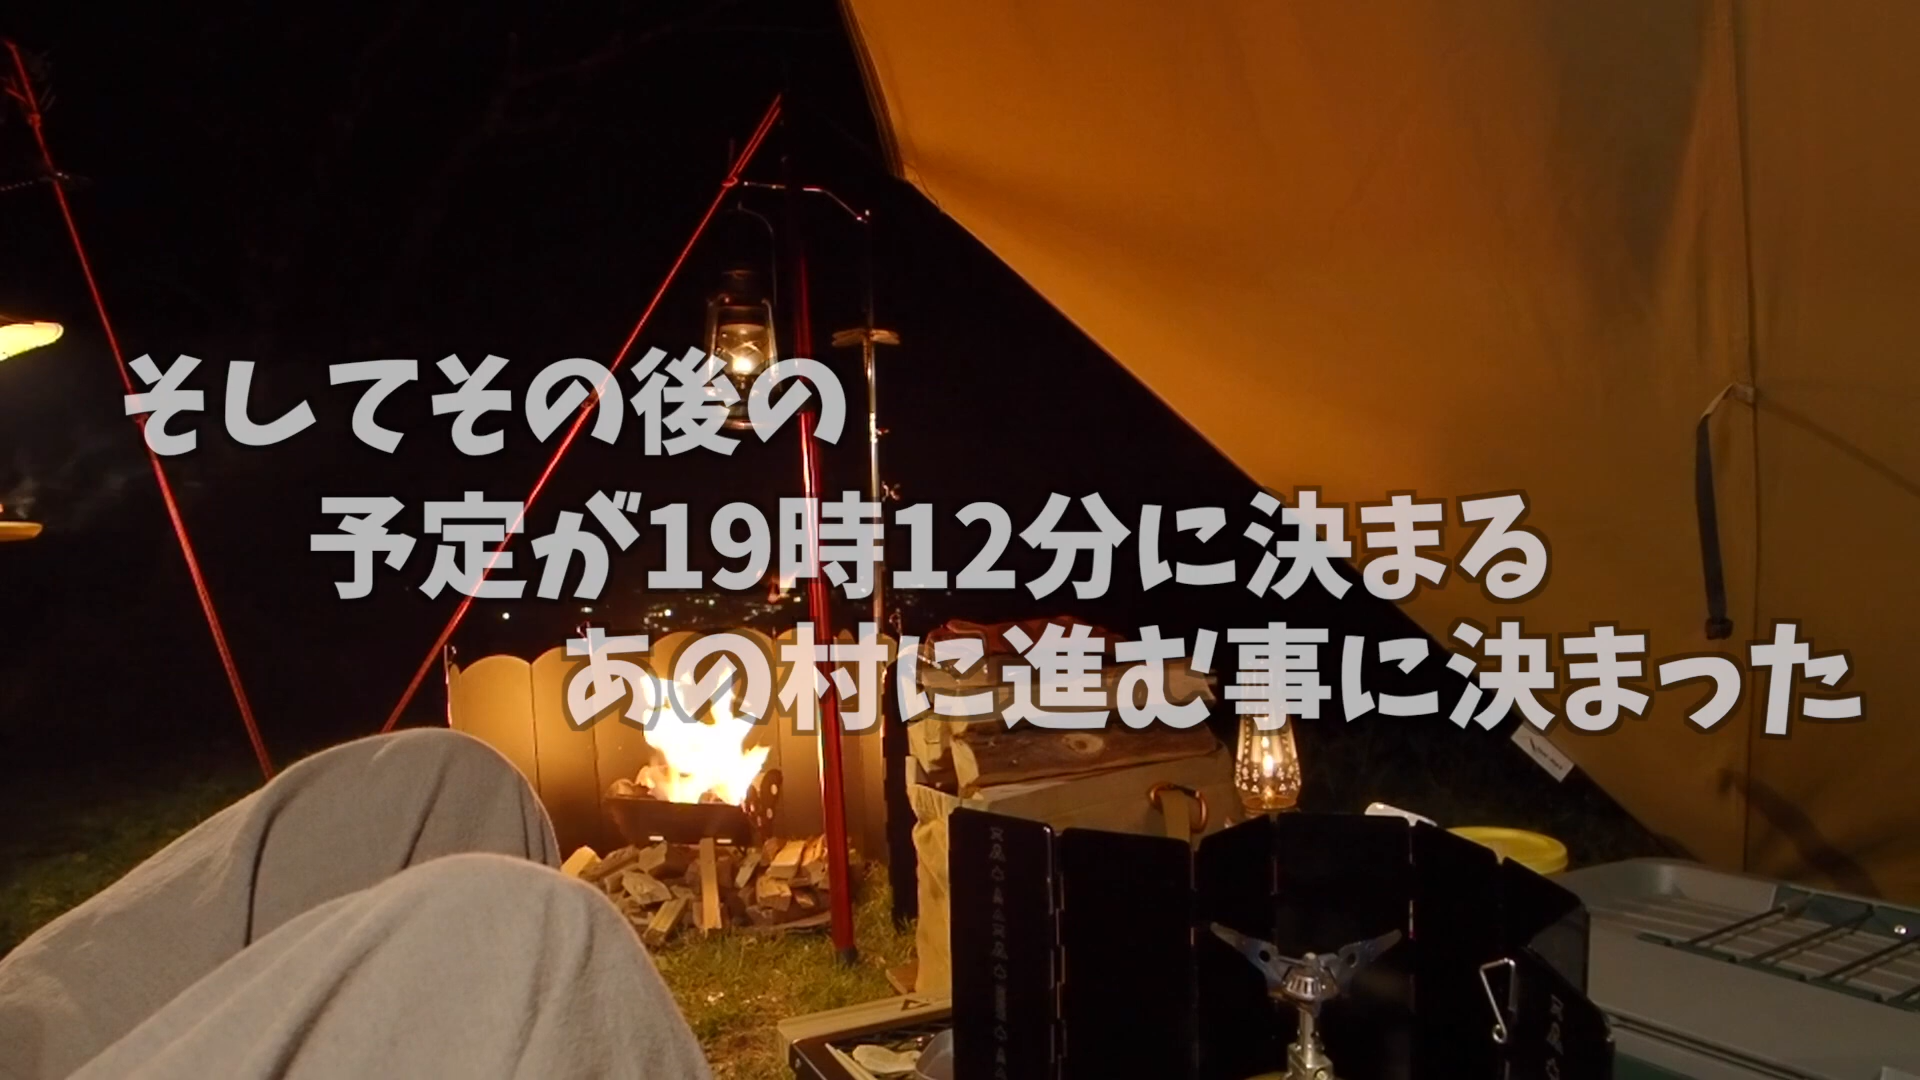 そしてその後の
予定が19時12分に決まる
あの村に進む事に決まった